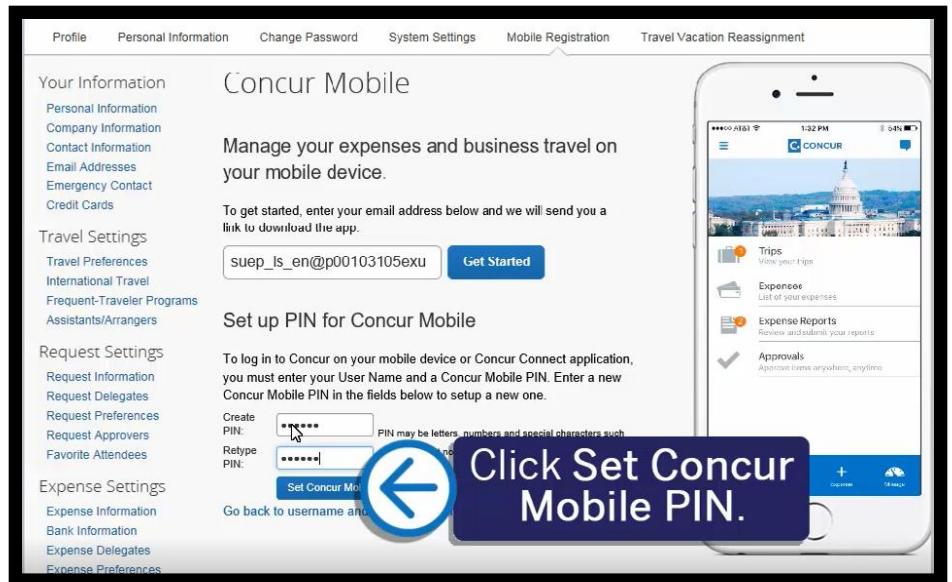 Profile Personal Information Change Password System Settings Mobile Registration Travel Vacation Reassignment
Your Information
Personal Information
Company Information
Contact Information
Email Addresses
Emergency Contact
Credit Cards
Travel Settings
Travel Preferences
International Travel
Frequent-Traveler Programs
Assistants/Arrangers
Request Settings
Request Information
Request Delegates
Request Preferences
Request Approvers
Favorite Attendees
Expense Settings
Expense Information
Bank Information
Expense Delegates
Expense Preferences
Concur Mobile
Manage your expenses and business travel on
your mobile device.
To get started, enter your email address below and we will send you a
link to download the app.
suep_ls_en@p00103105exu Get Started
Set up PIN for Concur Mobile
To log in to Concur on your mobile device or Concur Connect application,
you must enter your User Name and a Concur Mobile PIN. Enter a new
Concur Mobile PIN in the fields below to setup a new one.
Create
PIN: ••••••
PIN may be letters, numbers and special characters such
Retype
PIN: ••••••
Set Concur Mo
Go back to username and
Click Set Concur
Mobile PIN.
●●●○○ AT&T 1:32 PM 64%
C. CONCUR
Trips
View your trips
Expenses
List of your expenses
Expense Reports
Review and submit your reports
Approvals
Approve items anywhere, anytime